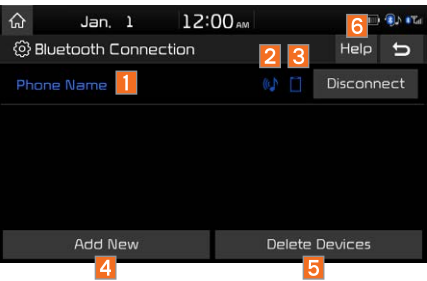 Jan. 1 12:00 AM
6
Bluetooth Connection Help
2 3
Phone Name 1 Disconnect
Add New Delete Devices
4 5